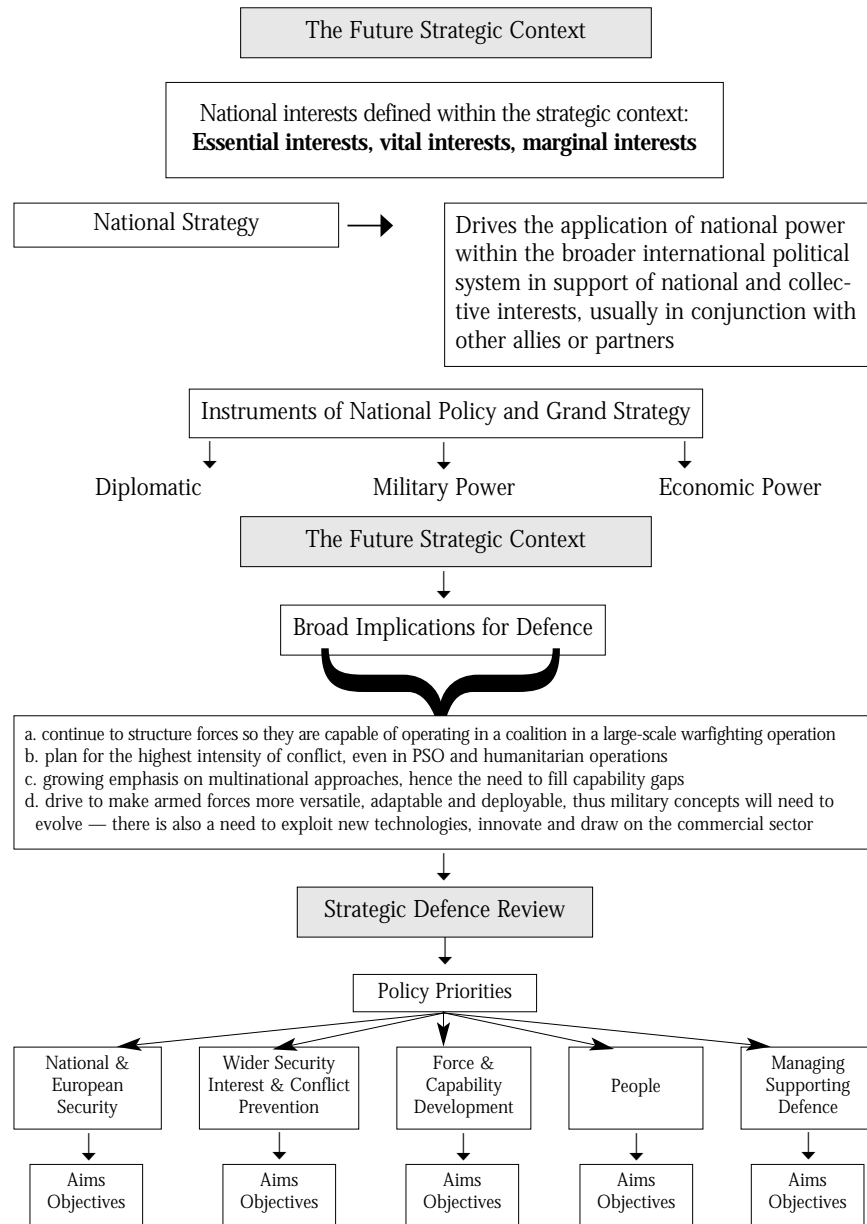 The Future Strategic Context
National interests defined within the strategic context:
Essential interests, vital interests, marginal interests
National Strategy
Drives the application of national power
within the broader international political
system in support of national and collec-
tive interests, usually in conjunction with
other allies or partners
Instruments of National Policy and Grand Strategy
Diplomatic
Military Power
Economic Power
The Future Strategic Context
Broad Implications for Defence
a. continue to structure forces so they are capable of operating in a coalition in a large-scale warfighting operation
b. plan for the highest intensity of conflict, even in PSO and humanitarian operations
c. growing emphasis on multinational approaches, hence the need to fill capability gaps
d. drive to make armed forces more versatile, adaptable and deployable, thus military concepts will need to
evolve — there is also a need to exploit new technologies, innovate and draw on the commercial sector
Strategic Defence Review
Policy Priorities
National &
European
Security
Wider Security
Interest & Conflict
Prevention
Force &
Capability
Development
People
Managing
Supporting
Defence
Aims
Objectives
Aims
Objectives
Aims
Objectives
Aims
Objectives
Aims
Objectives